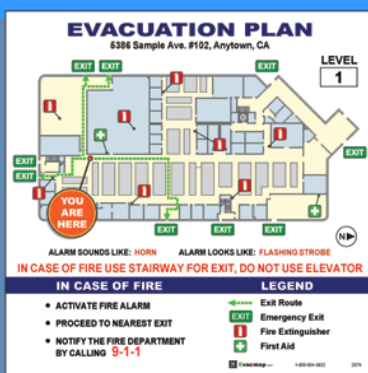 EVACUATION PLAN
5386 Sample Ave. #102, Anytown, CA
EXIT EXIT EXIT
LEVEL
1
EXIT
EXIT
EXIT
YOU
ARE
HERE
EXIT EXIT EXIT
N
ALARM SOUNDS LIKE: HORN ALARM LOOKS LIKE: FLASHING STROBE
IN CASE OF FIRE USE STAIRWAY FOR EXIT, DO NOT USE ELEVATOR
IN CASE OF FIRE
• ACTIVATE FIRE ALARM
• PROCEED TO NEAREST EXIT
• NOTIFY THE FIRE DEPARTMENT
BY CALLING 9-1-1
LEGEND
Exit Route
EXIT Emergency Exit
Fire Extinguisher
First Aid